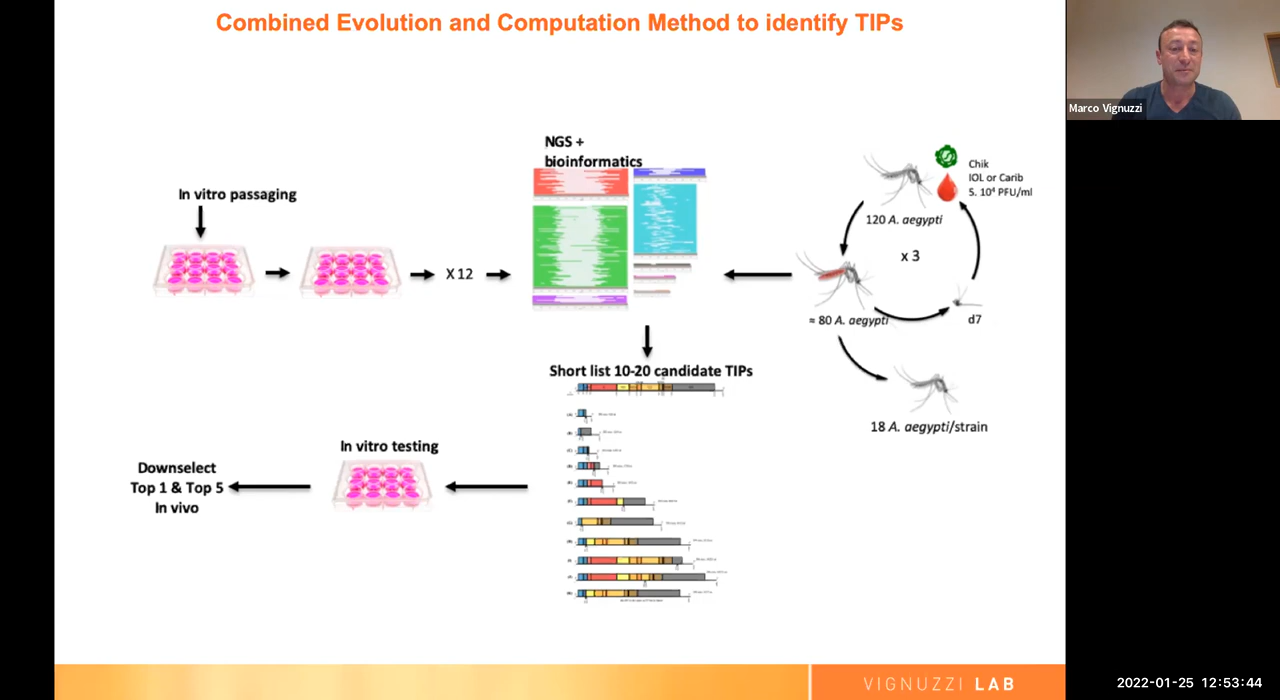 Combined Evolution and Computation Method to identify TIPs
Marco Vignuzzi
NGS +
bioinformatics
In vitro passaging
X 12
Chik
IOL or Carib
5. 10⁴ PFU/ml
120 A. aegypti
x 3
≈ 80 A. aegypti
d7
18 A. aegypti/strain
Short list 10-20 candidate TIPs
In vitro testing
Downselect
Top 1 & Top 5
In vivo
VIGNUZZI LAB
2022-01-25 12:53:44